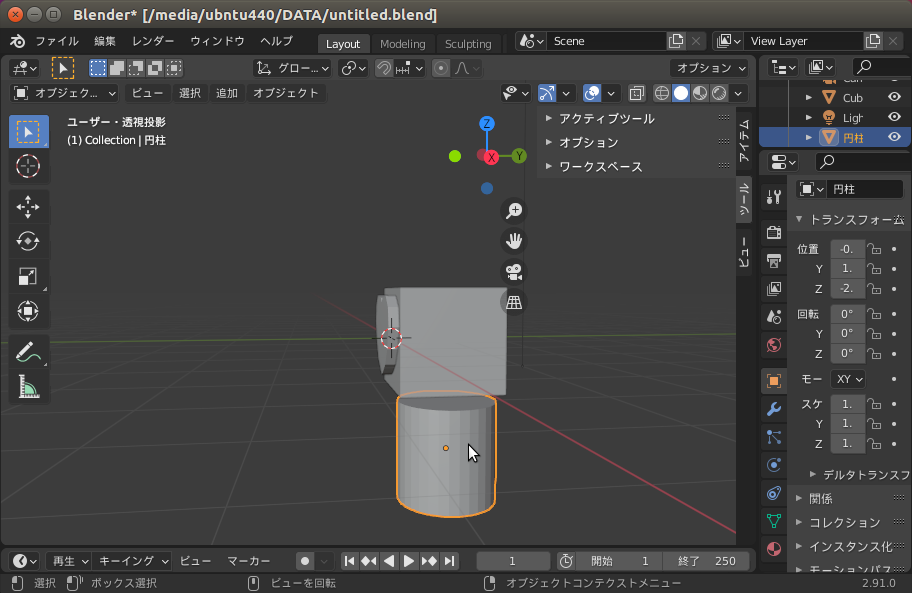 Blender* [/media/ubntu440/DATA/untitled.blend]
ファイル 編集 レンダー ウィンドウ ヘルプ Layout Modeling Sculpting Scene View Layer
グロー... オプション
オブジェク... ビュー 選択 追加 オブジェクト
ユーザー・透視投影
(1) Collection | 円柱
Z
Y
X
アクティブツール
オプション
ワークスペース
アイテム
ツール
ビュー
Cub
Ligh
円柱
円柱
トランスフォーム
位置 -0.
Y 1.
Z -2.
回転 0°
Y 0°
Z 0°
モー XY
スケ 1.
Y 1.
Z 1.
デルタトランスフ
関係
コレクション
インスタンス化
モーションパス
再生 キーイング ビュー マーカー 1 開始 1 終了 250
選択 ボックス選択 ビューを回転 オブジェクトコンテクストメニュー 2.91.0